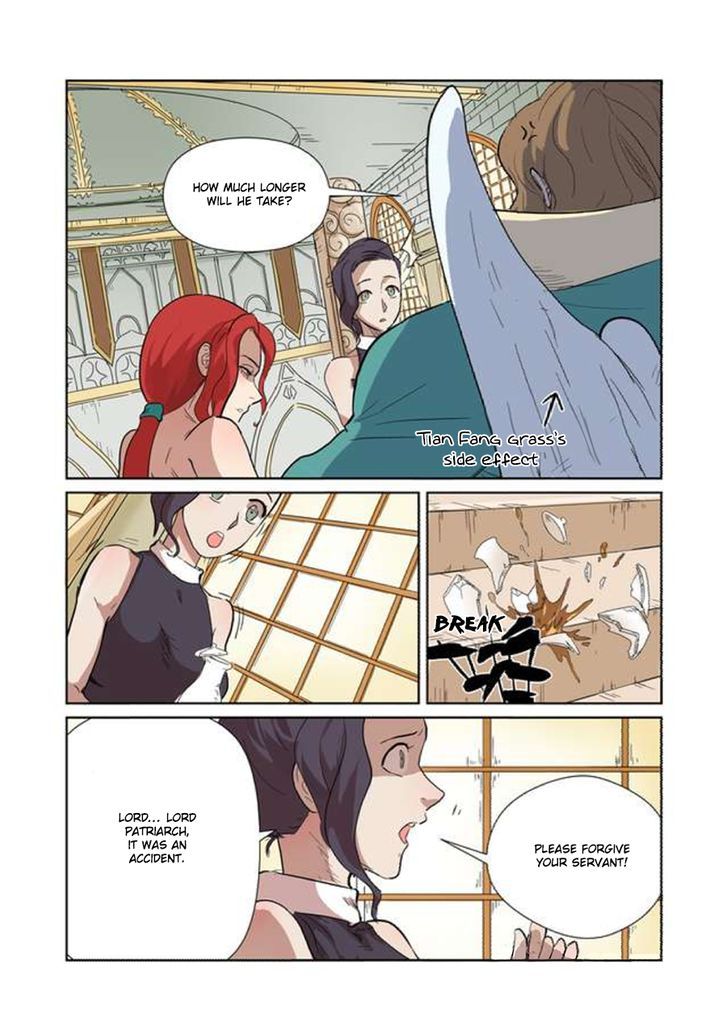 HOW MUCH LONGER
WILL HE TAKE?
Tian Fang Grass's
side effect
BREAK
LORD... LORD
PATRIARCH,
IT WAS AN
ACCIDENT.
PLEASE FORGIVE
YOUR SERVANT!